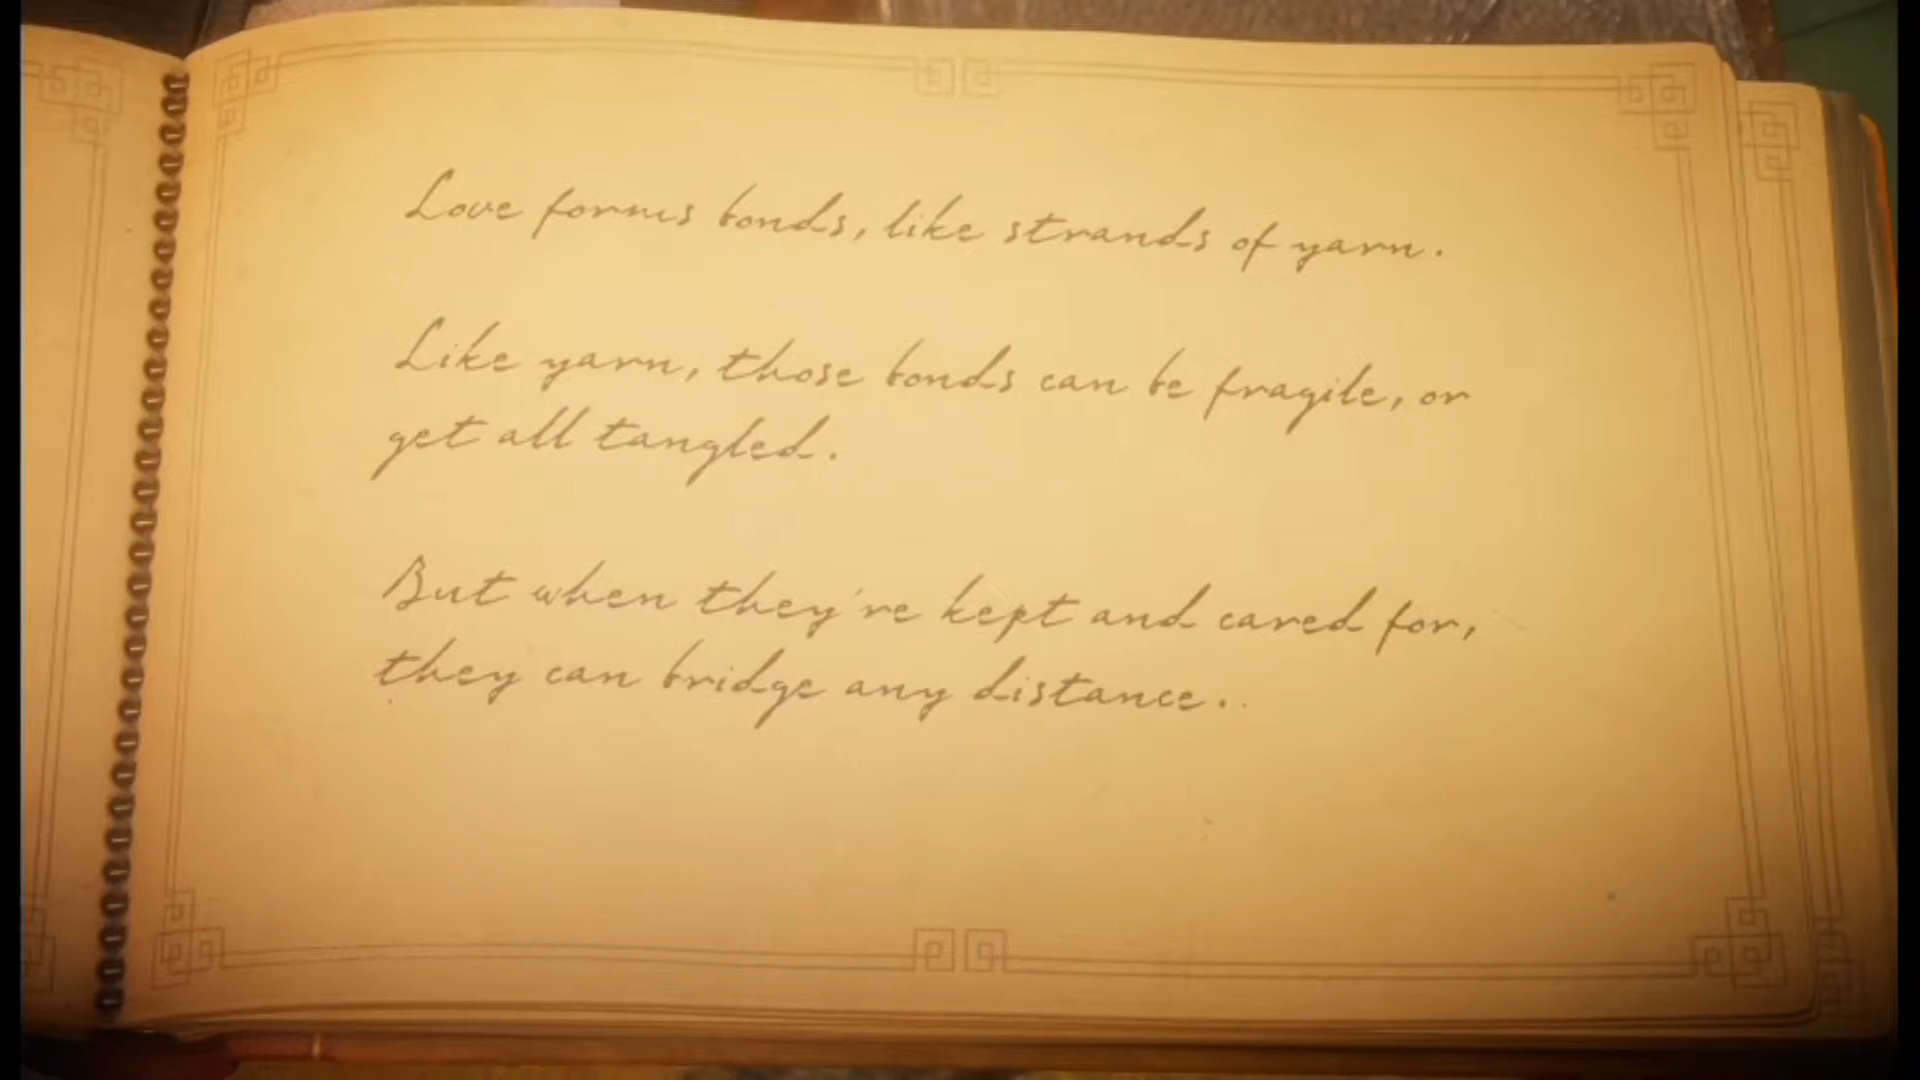 Love forms bonds, like strands of yarn.
Like yarn, those bonds can be fragile, or
get all tangled.
But when they're kept and cared for,
they can bridge any distance.